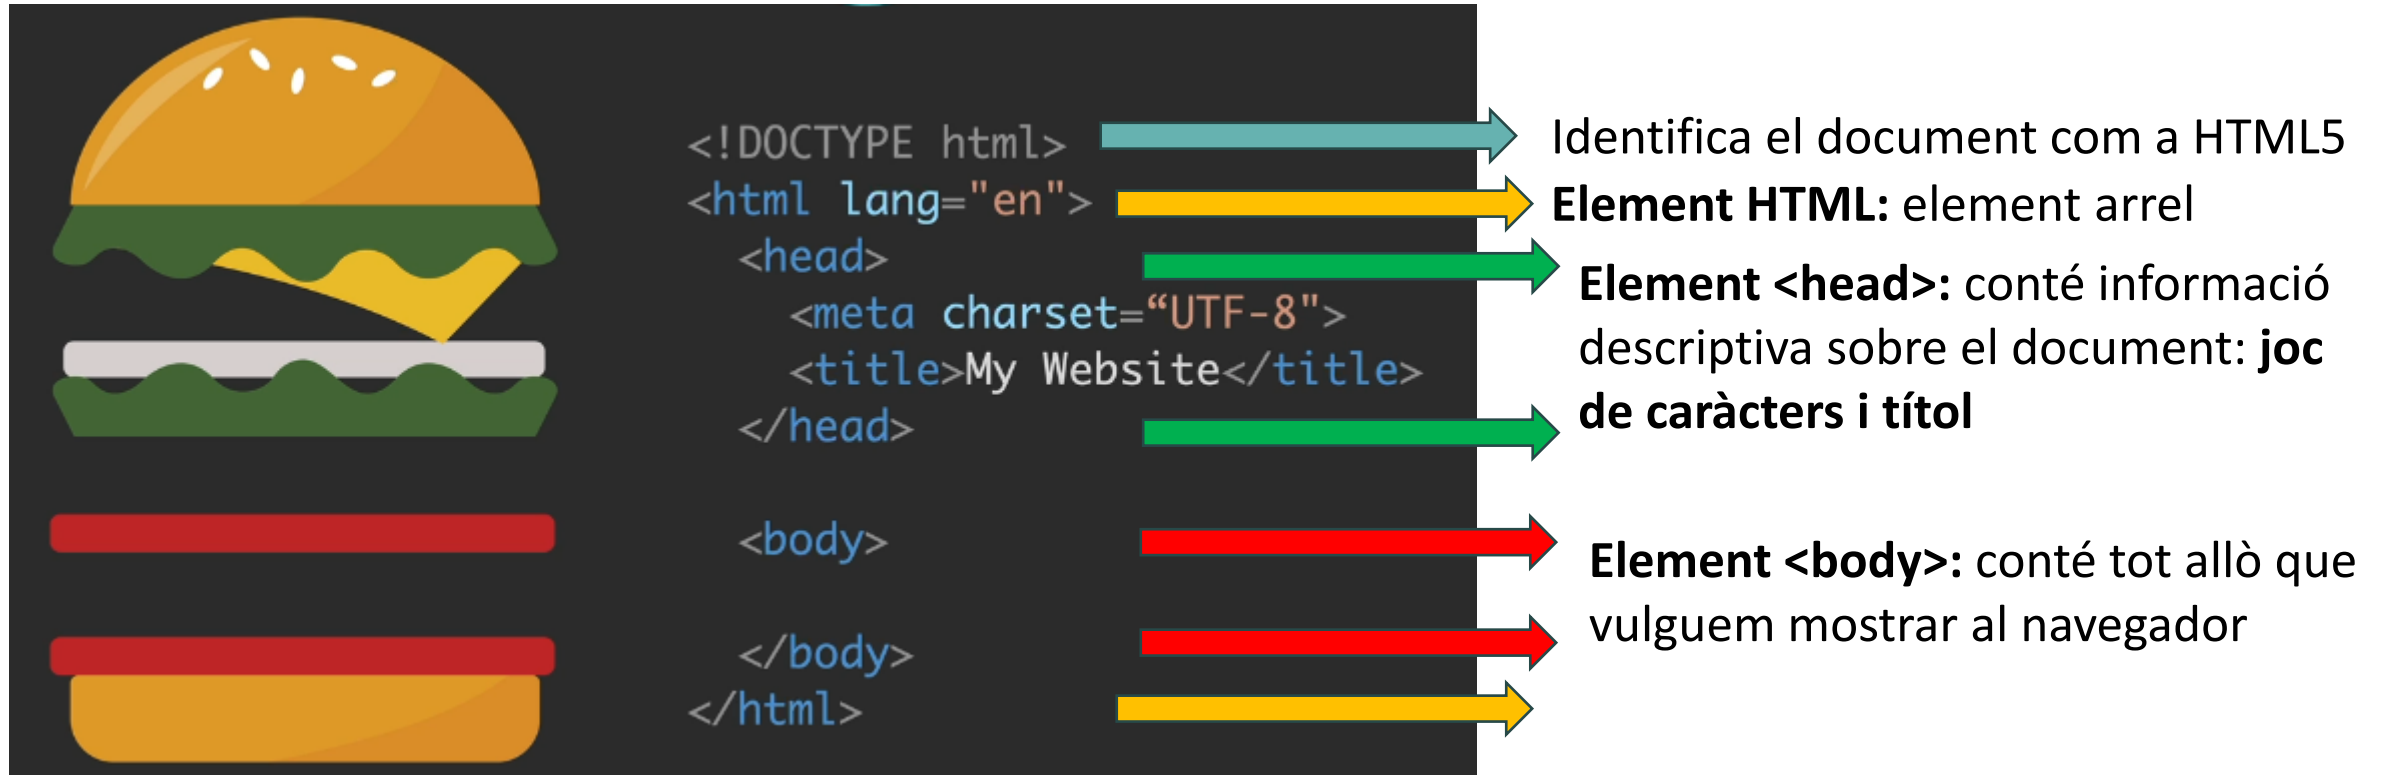 <!DOCTYPE html>
Identifica el document com a HTML5
<html lang="en">
Element HTML: element arrel
<head>
<meta charset=“UTF-8">
<title>My Website</title>
</head>
Element <head>: conté informació
descriptiva sobre el document: joc
de caràcters i títol
<body>
</body>
</html>
Element <body>: conté tot allò que
vulguem mostrar al navegador